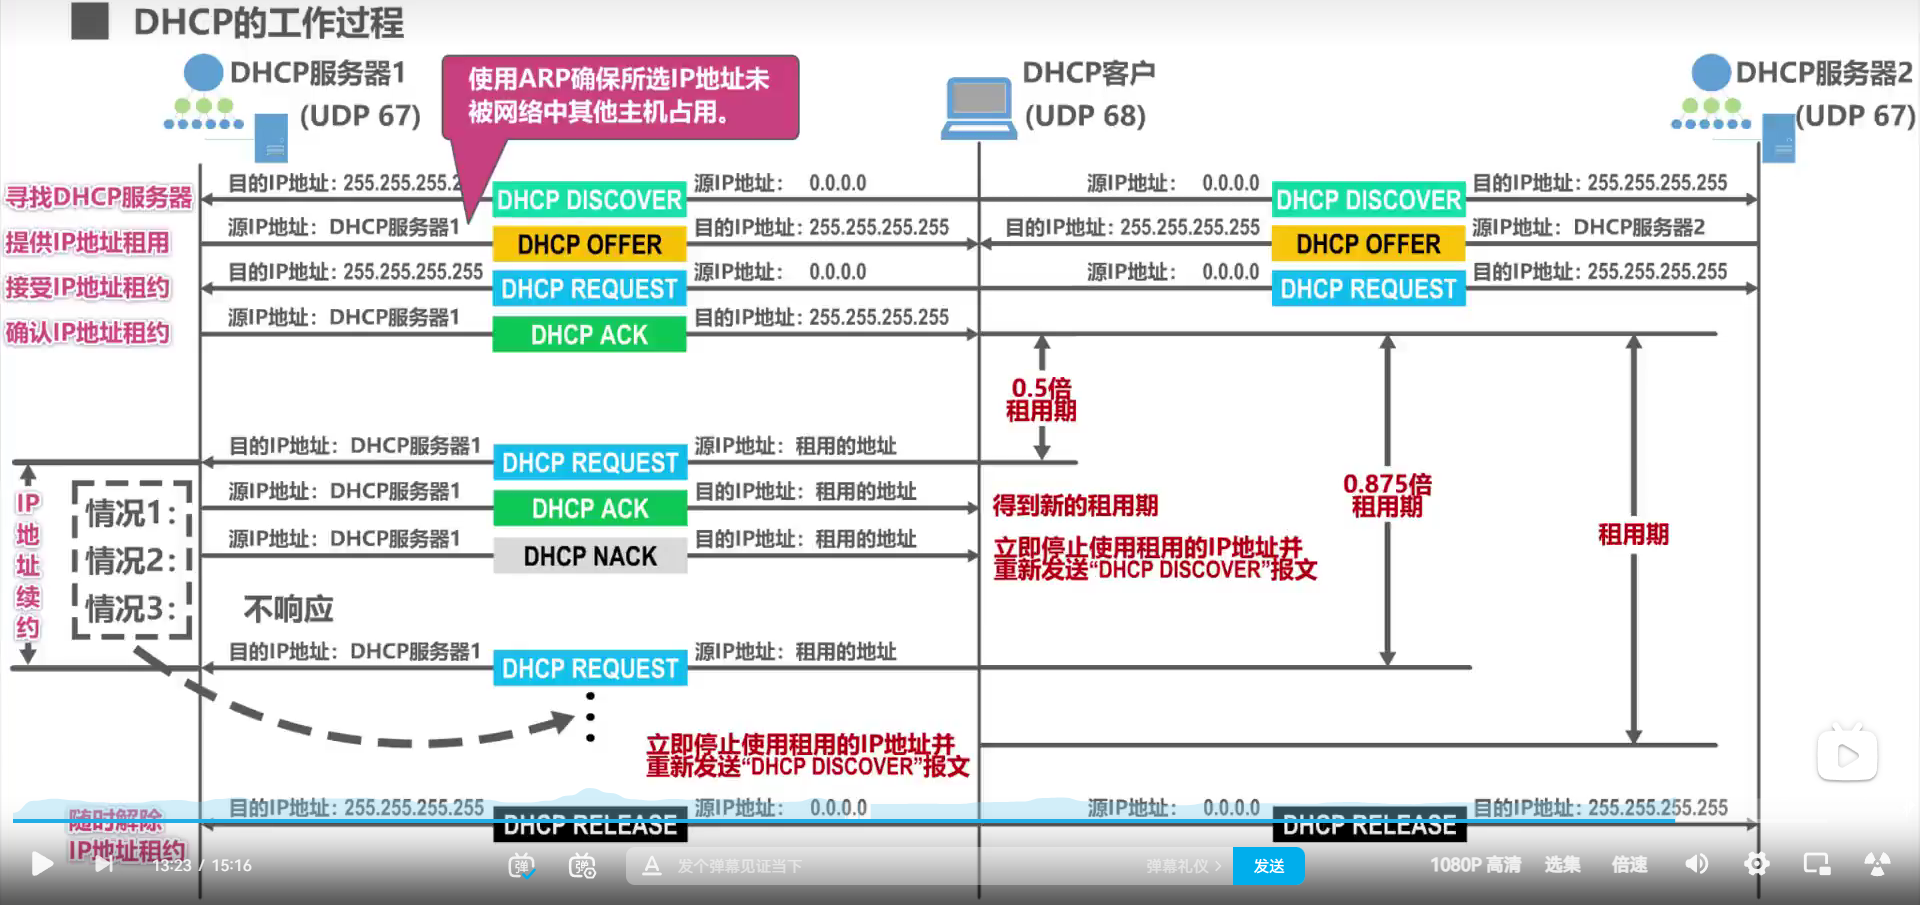 DHCP的工作过程
DHCP服务器1
(UDP 67)
使用ARP确保所选IP地址未
被网络中其他主机占用。
DHCP客户
(UDP 68)
DHCP服务器2
(UDP 67)
寻找DHCP服务器
目的IP地址: 255.255.255.2
DHCP DISCOVER
源IP地址: 0.0.0.0
源IP地址: 0.0.0.0
DHCP DISCOVER
目的IP地址: 255.255.255.255
提供IP地址租用
源IP地址: DHCP服务器1
DHCP OFFER
目的IP地址: 255.255.255.255
目的IP地址: 255.255.255.255
DHCP OFFER
源IP地址: DHCP服务器2
接受IP地址租约
目的IP地址: 255.255.255.255
DHCP REQUEST
源IP地址: 0.0.0.0
源IP地址: 0.0.0.0
DHCP REQUEST
目的IP地址: 255.255.255.255
确认IP地址租约
源IP地址: DHCP服务器1
DHCP ACK
目的IP地址: 255.255.255.255
0.5倍
租用期
0.875倍
租用期
租用期
IP地址续约
目的IP地址: DHCP服务器1
DHCP REQUEST
源IP地址: 租用的地址
情况1:
源IP地址: DHCP服务器1
DHCP ACK
目的IP地址: 租用的地址
得到新的租用期
情况2:
源IP地址: DHCP服务器1
DHCP NACK
目的IP地址: 租用的地址
立即停止使用租用的IP地址并
重新发送“DHCP DISCOVER”报文
情况3:
不响应
目的IP地址: DHCP服务器1
DHCP REQUEST
源IP地址: 租用的地址
立即停止使用租用的IP地址并
重新发送“DHCP DISCOVER”报文
随时解除
IP地址租约
目的IP地址: 255.255.255.255
DHCP RELEASE
源IP地址: 0.0.0.0
源IP地址: 0.0.0.0
DHCP RELEASE
目的IP地址: 255.255.255.255
13:23 / 15:16
弹
弹
A
发个弹幕见证当下
弹幕礼仪 >
发送
1080P 高清
选集
倍速